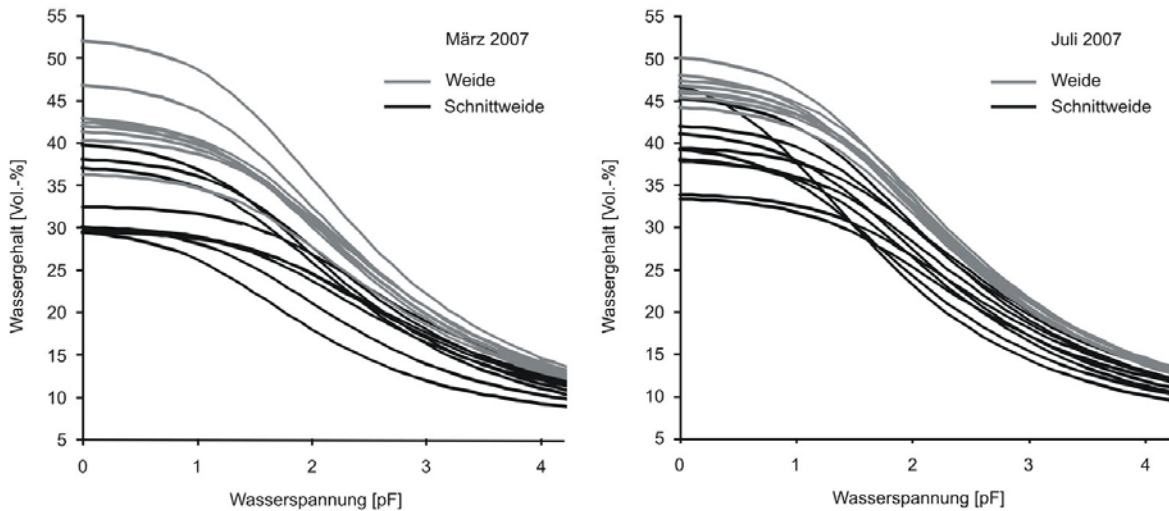 55
50
45
40
35
30
25
20
15
10
5
Wassergehalt [Vol.-%]
März 2007
Weide
Schnittweide
0 1 2 3 4
Wasserspannung [pF]
55
50
45
40
35
30
25
20
15
10
5
Wassergehalt [Vol.-%]
Juli 2007
Weide
Schnittweide
0 1 2 3 4
Wasserspannung [pF]